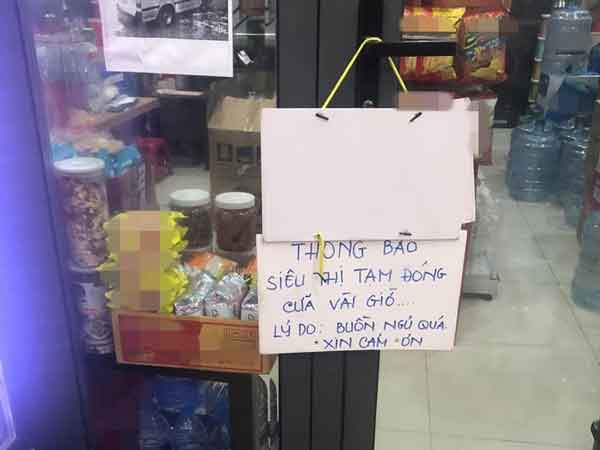 THÔNG BÁO
SIÊU THỊ TẠM ĐÓNG
CỬA VÀI GIỜ....
LÝ DO: BUỒN NGỦ QUÁ.
XIN CẢM ƠN